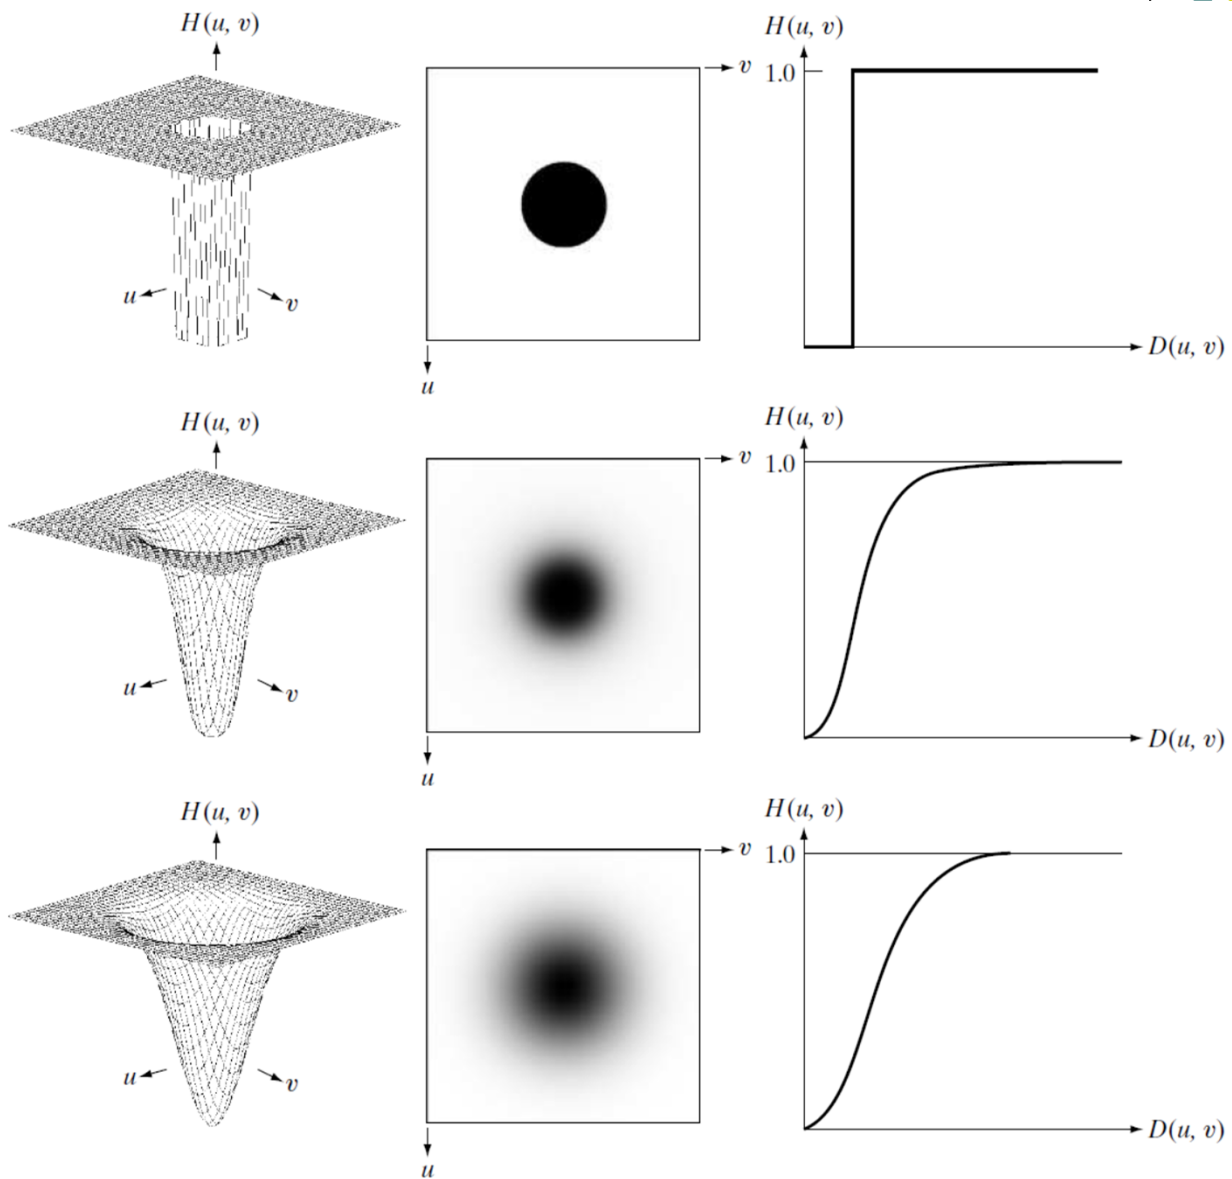 H(u, v)
H(u, v)
v
1.0
u
v
D(u, v)
u
H(u, v)
H(u, v)
v
1.0
u
v
D(u, v)
u
H(u, v)
H(u, v)
v
1.0
u
v
D(u, v)
u